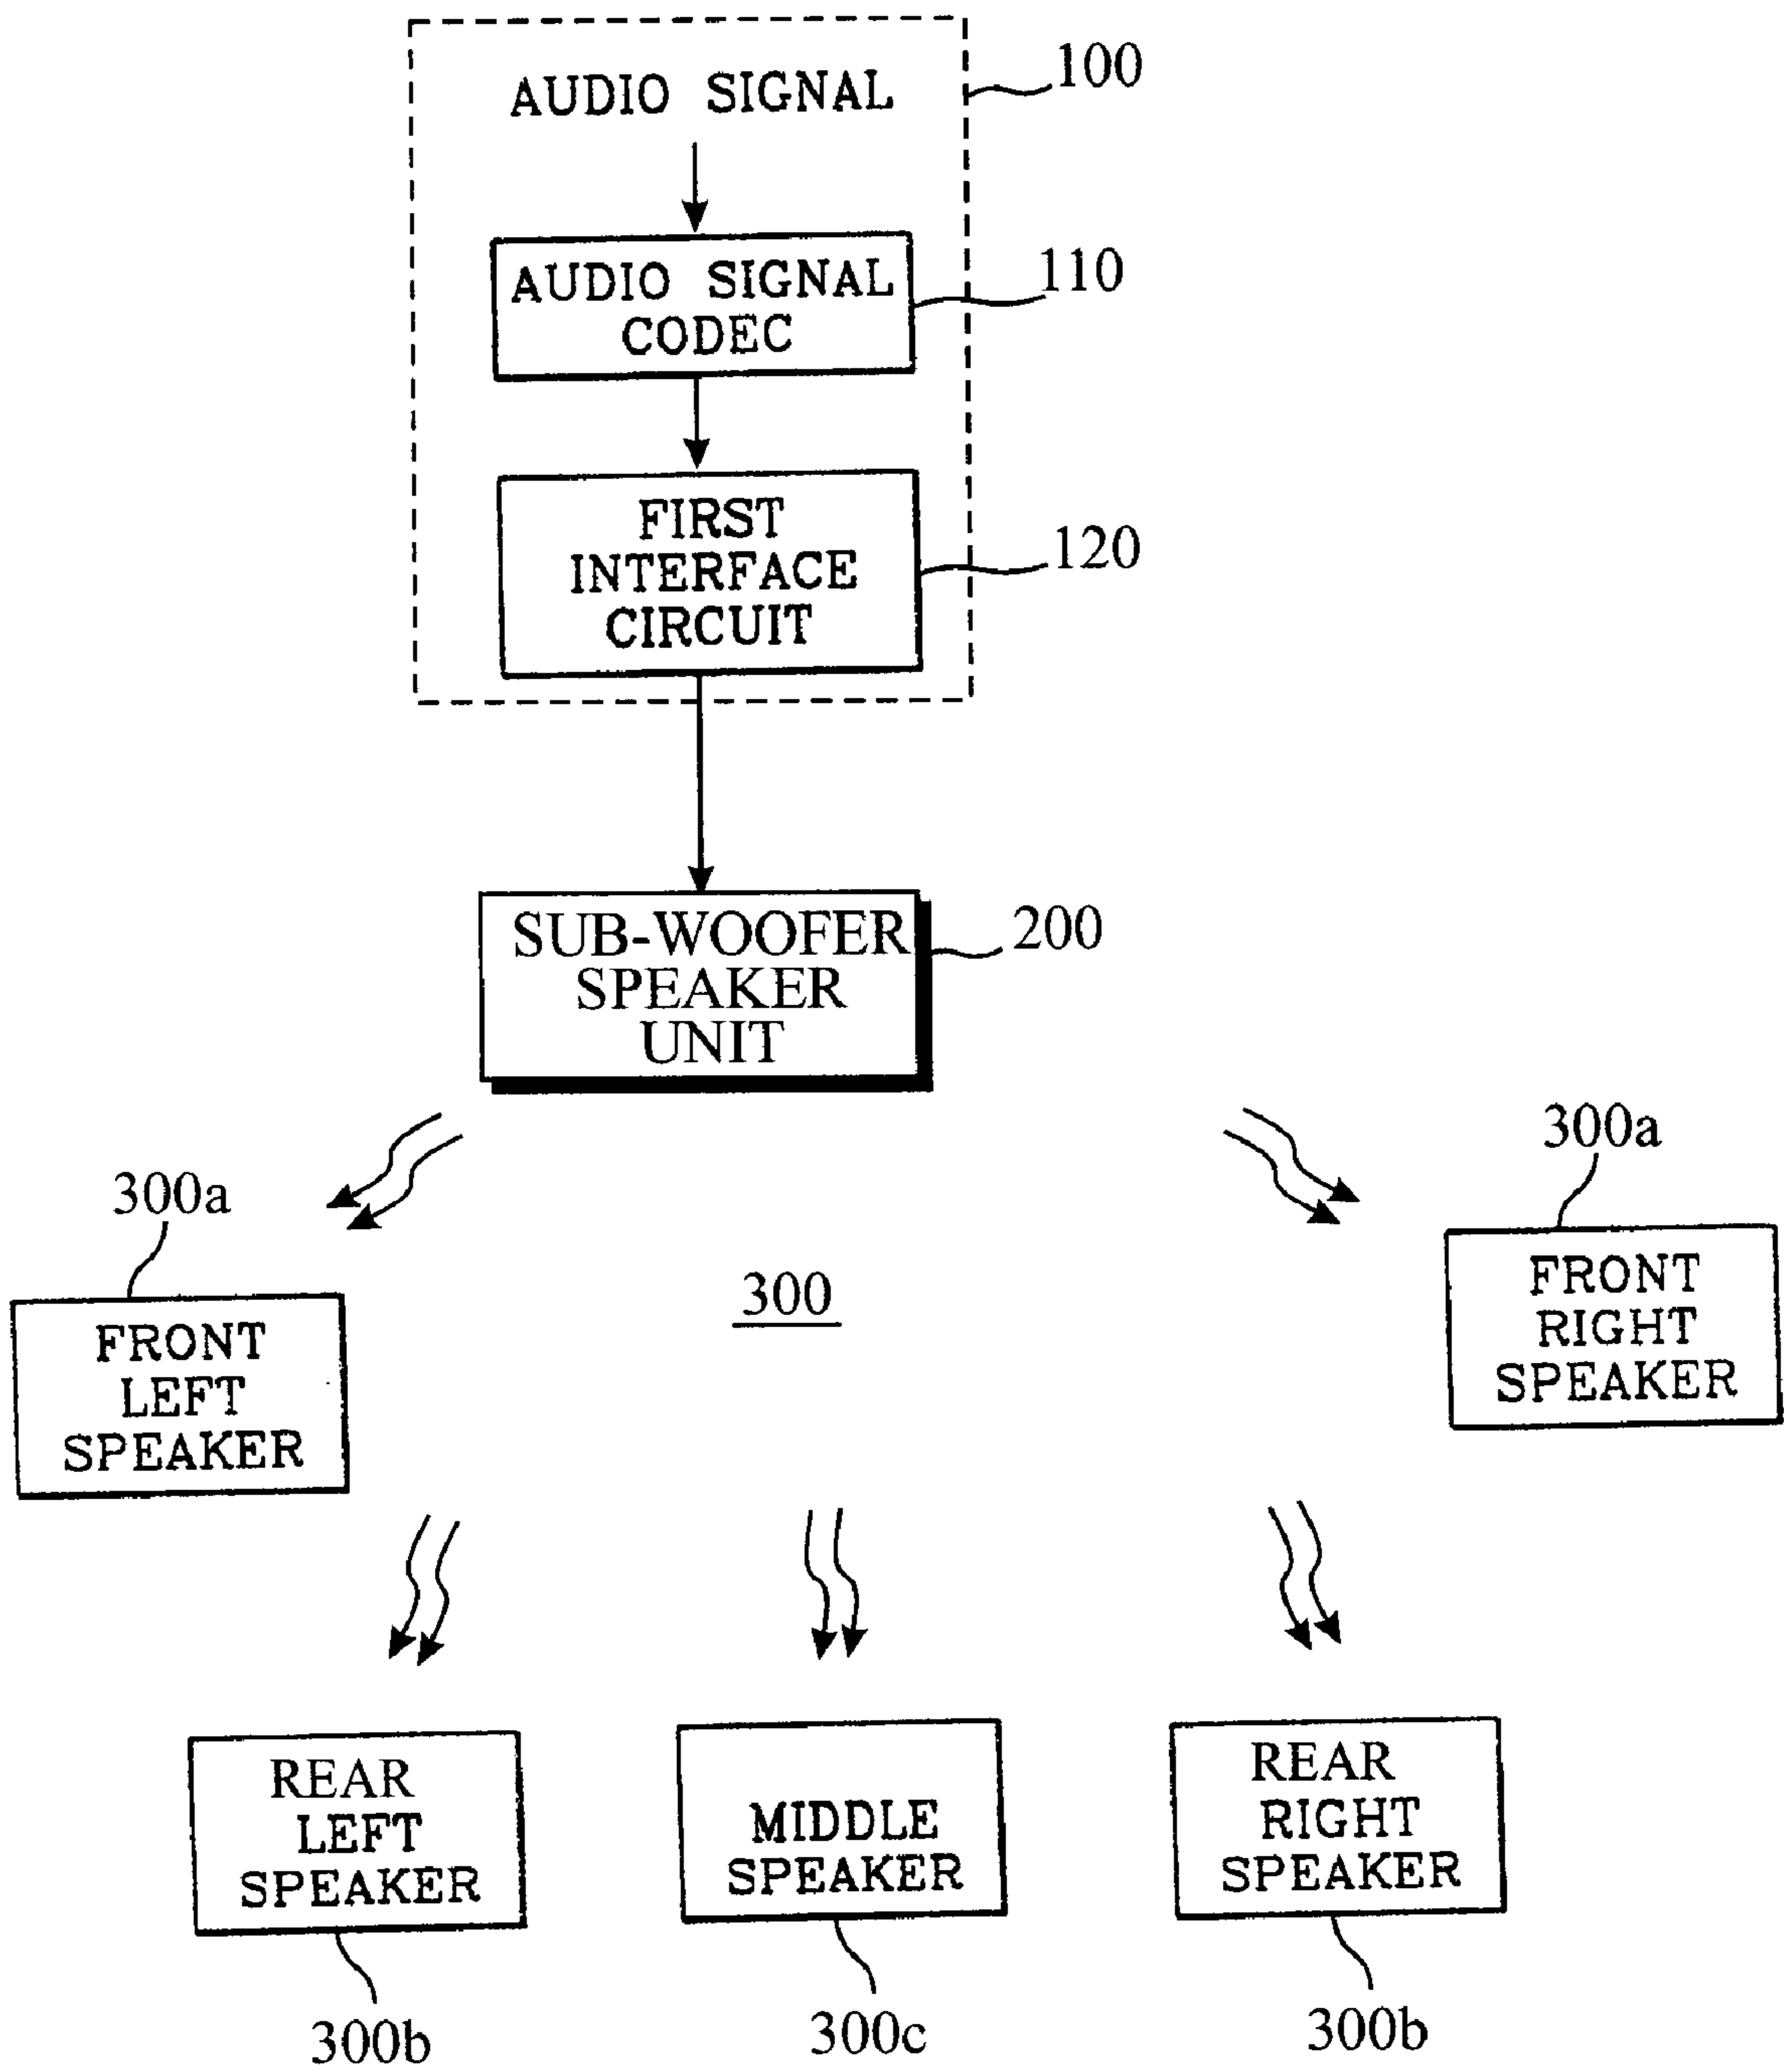 100
AUDIO SIGNAL
110
AUDIO SIGNAL
CODEC
120
FIRST
INTERFACE
CIRCUIT
200
SUB-WOOFER
SPEAKER
UNIT
300a
300a
FRONT
RIGHT
SPEAKER
300
FRONT
LEFT
SPEAKER
REAR
LEFT
SPEAKER
MIDDLE
SPEAKER
REAR
RIGHT
SPEAKER
300b
300c
300b